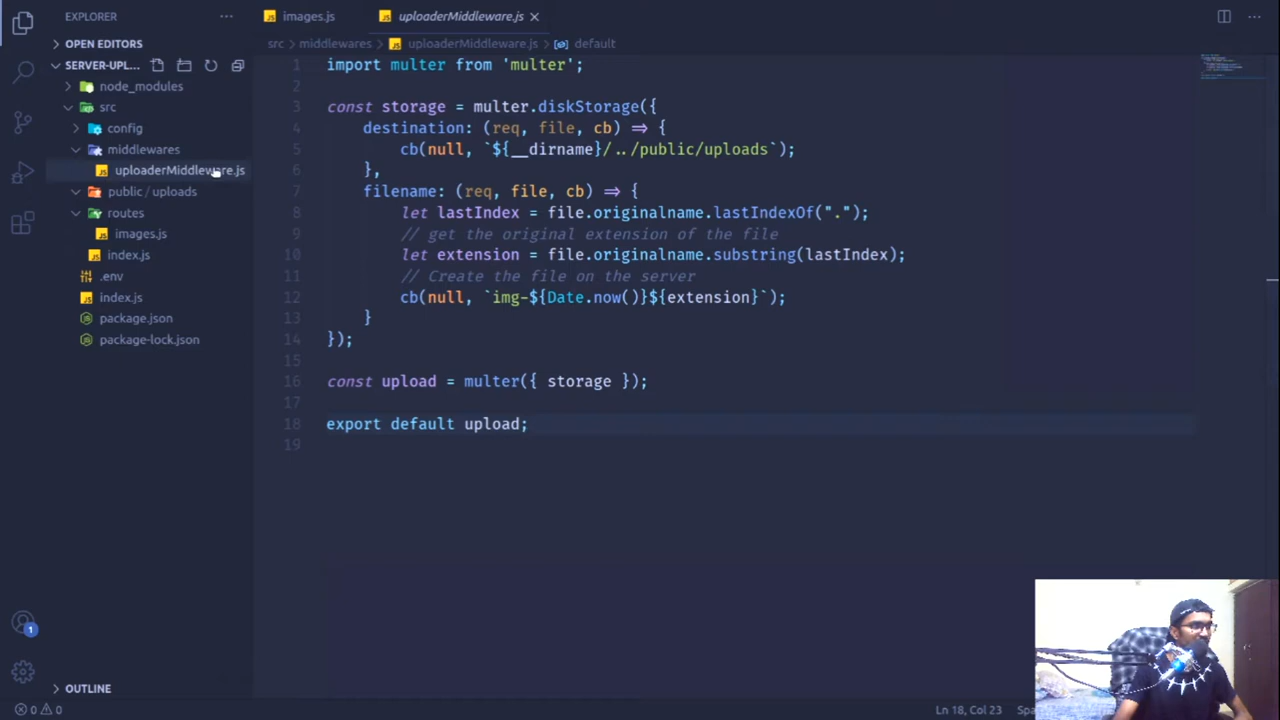 EXPLORER
OPEN EDITORS
SERVER-UPL...
node_modules
src
config
middlewares
uploaderMiddleware.js
public / uploads
routes
images.js
index.js
.env
index.js
package.json
package-lock.json
OUTLINE
1
0 0
images.js
uploaderMiddleware.js
src > middlewares > uploaderMiddleware.js > default
1 import multer from 'multer';
2
3 const storage = multer.diskStorage({
4 destination: (req, file, cb) => {
5 cb(null, `${__dirname}/../public/uploads`);
6 },
7 filename: (req, file, cb) => {
8 let lastIndex = file.originalname.lastIndexOf(".");
9 // get the original extension of the file
10 let extension = file.originalname.substring(lastIndex);
11 // Create the file on the server
12 cb(null, `img-${Date.now()}${extension}`);
13 }
14 });
15
16 const upload = multer({ storage });
17
18 export default upload;
19
Ln 18, Col 23